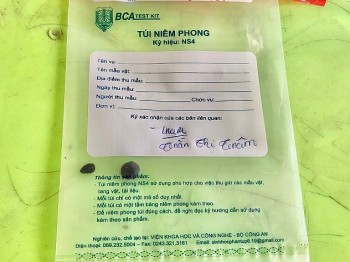 BCA TEST KIT
TÚI NIÊM PHONG
Ký hiệu: NS4
Tên vụ:
Tên mẫu vật:
Địa điểm thu mẫu:
Ngày thu mẫu:
Người thu mẫu: Chức vụ:
Đơn vị:
Ký xác nhận của các bên liên quan:
Trần Thị Trâm
Thông tin sản phẩm:
- Túi niêm phong NS4 sử dụng phù hợp cho việc thu gói các mẫu vật, tang vật, tài liệu.
- Mỗi túi chỉ có một mã số duy nhất.
- Mỗi túi có một tấm băng niêm phong kèm theo.
- Để niêm phong túi đúng cách, đề nghị đọc kỹ hướng dẫn sử dụng kèm theo sản phẩm.
Nghiên cứu, chế tạo tại: VIỆN KHOA HỌC VÀ CÔNG NGHỆ - BỘ CÔNG AN
Điện thoại: 069.232.5004 - Fax: 0243.321.3161 Email: